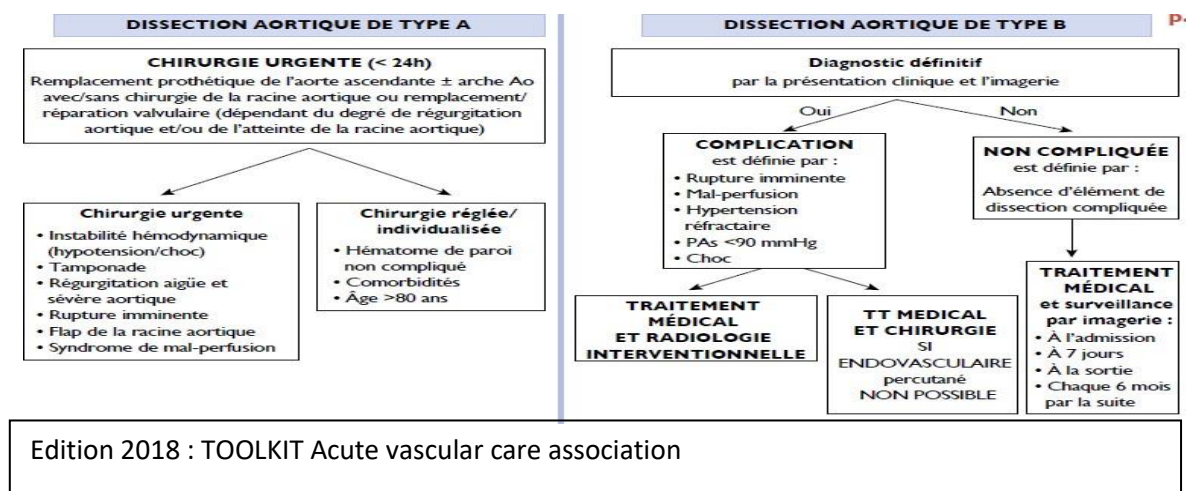 DISSECTION AORTIQUE DE TYPE A
CHIRURGIE URGENTE (< 24h)
Remplacement prothétique de l'aorte ascendante ± arche Ao
avec/sans chirurgie de la racine aortique ou remplacement/
réparation valvulaire (dépendant du degré de régurgitation
aortique et/ou de l'atteinte de la racine aortique)
Chirurgie urgente
• Instabilité hémodynamique
(hypotension/choc)
• Tamponade
• Régurgitation aigüe et
sévère aortique
• Rupture imminente
• Flap de la racine aortique
• Syndrome de mal-perfusion
Chirurgie réglée/
individualisée
• Hématome de paroi
non compliqué
• Comorbidités
• Âge >80 ans
DISSECTION AORTIQUE DE TYPE B
P
Diagnostic définitif
par la présentation clinique et l'imagerie
Oui
Non
COMPLICATION
est définie par :
• Rupture imminente
• Mal-perfusion
• Hypertension
réfractaire
• PAs <90 mmHg
• Choc
NON COMPLIQUÉE
est définie par :
Absence d'élément de
dissection compliquée
TRAITEMENT
MÉDICAL
ET RADIOLOGIE
INTERVENTIONNELLE
TT MEDICAL
ET CHIRURGIE
SI
ENDOVASCULAIRE
percutané
NON POSSIBLE
TRAITEMENT
MÉDICAL
et surveillance
par imagerie :
• À l'admission
• À 7 jours
• À la sortie
• Chaque 6 mois
par la suite
Edition 2018 : TOOLKIT Acute vascular care association